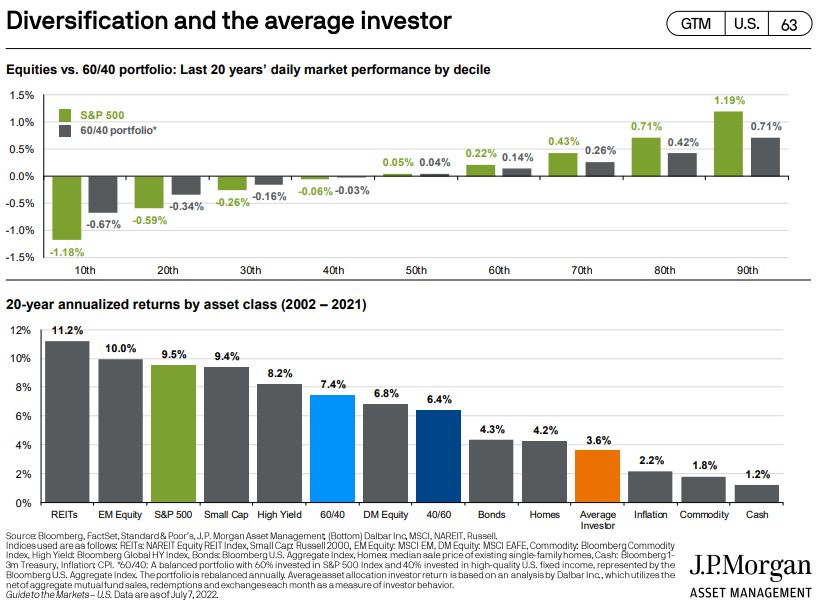 Diversification and the average investor
GTM U.S. 63
Equities vs. 60/40 portfolio: Last 20 years' daily market performance by decile
1.5%
1.0%
0.5%
0.0%
-0.5%
-1.0%
-1.5%
S&P 500
60/40 portfolio*
-1.18%
-0.67%
-0.59%
-0.34%
-0.26%
-0.16%
-0.06%
-0.03%
0.05%
0.04%
0.22%
0.14%
0.43%
0.26%
0.71%
0.42%
1.19%
0.71%
10th 20th 30th 40th 50th 60th 70th 80th 90th
20-year annualized returns by asset class (2002 – 2021)
12%
10%
8%
6%
4%
2%
0%
11.2%
10.0%
9.5%
9.4%
8.2%
7.4%
6.8%
6.4%
4.3%
4.2%
3.6%
2.2%
1.8%
1.2%
REITs EM Equity S&P 500 Small Cap High Yield 60/40 DM Equity 40/60 Bonds Homes Average Inflation Commodity Cash
Investor
Source: Bloomberg, FactSet, Standard & Poor's, J.P. Morgan Asset Management; (Bottom) Dalbar Inc, MSCI, NAREIT, Russell.
Indices used are as follows: REITs: NAREIT Equity REIT Index, Small Cap: Russell 2000, EM Equity: MSCI EM, DM Equity: MSCI EAFE, Commodity: Bloomberg Commodity
Index, High Yield: Bloomberg Global HY Index, Bonds: Bloomberg U.S. Aggregate Index, Homes: median sale price of existing single-family homes, Cash: Bloomberg 1-
3m Treasury, Inflation: CPI. *60/40: A balanced portfolio with 60% invested in S&P 500 Index and 40% invested in high-quality U.S. fixed income, represented by the
Bloomberg U.S. Aggregate Index. The portfolio is rebalanced annually. Average asset allocation investor return is based on an analysis by Dalbar Inc., which utilizes the
net of aggregate mutual fund sales, redemptions and exchanges each month as a measure of investor behavior.
Guide to the Markets – U.S. Data are as of July 7, 2022.
J.P.Morgan
ASSET MANAGEMENT